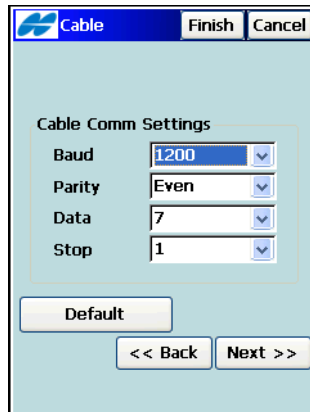 Cable Finish Cancel
Cable Comm Settings
Baud 1200
Parity Even
Data 7
Stop 1
Default
<< Back Next >>